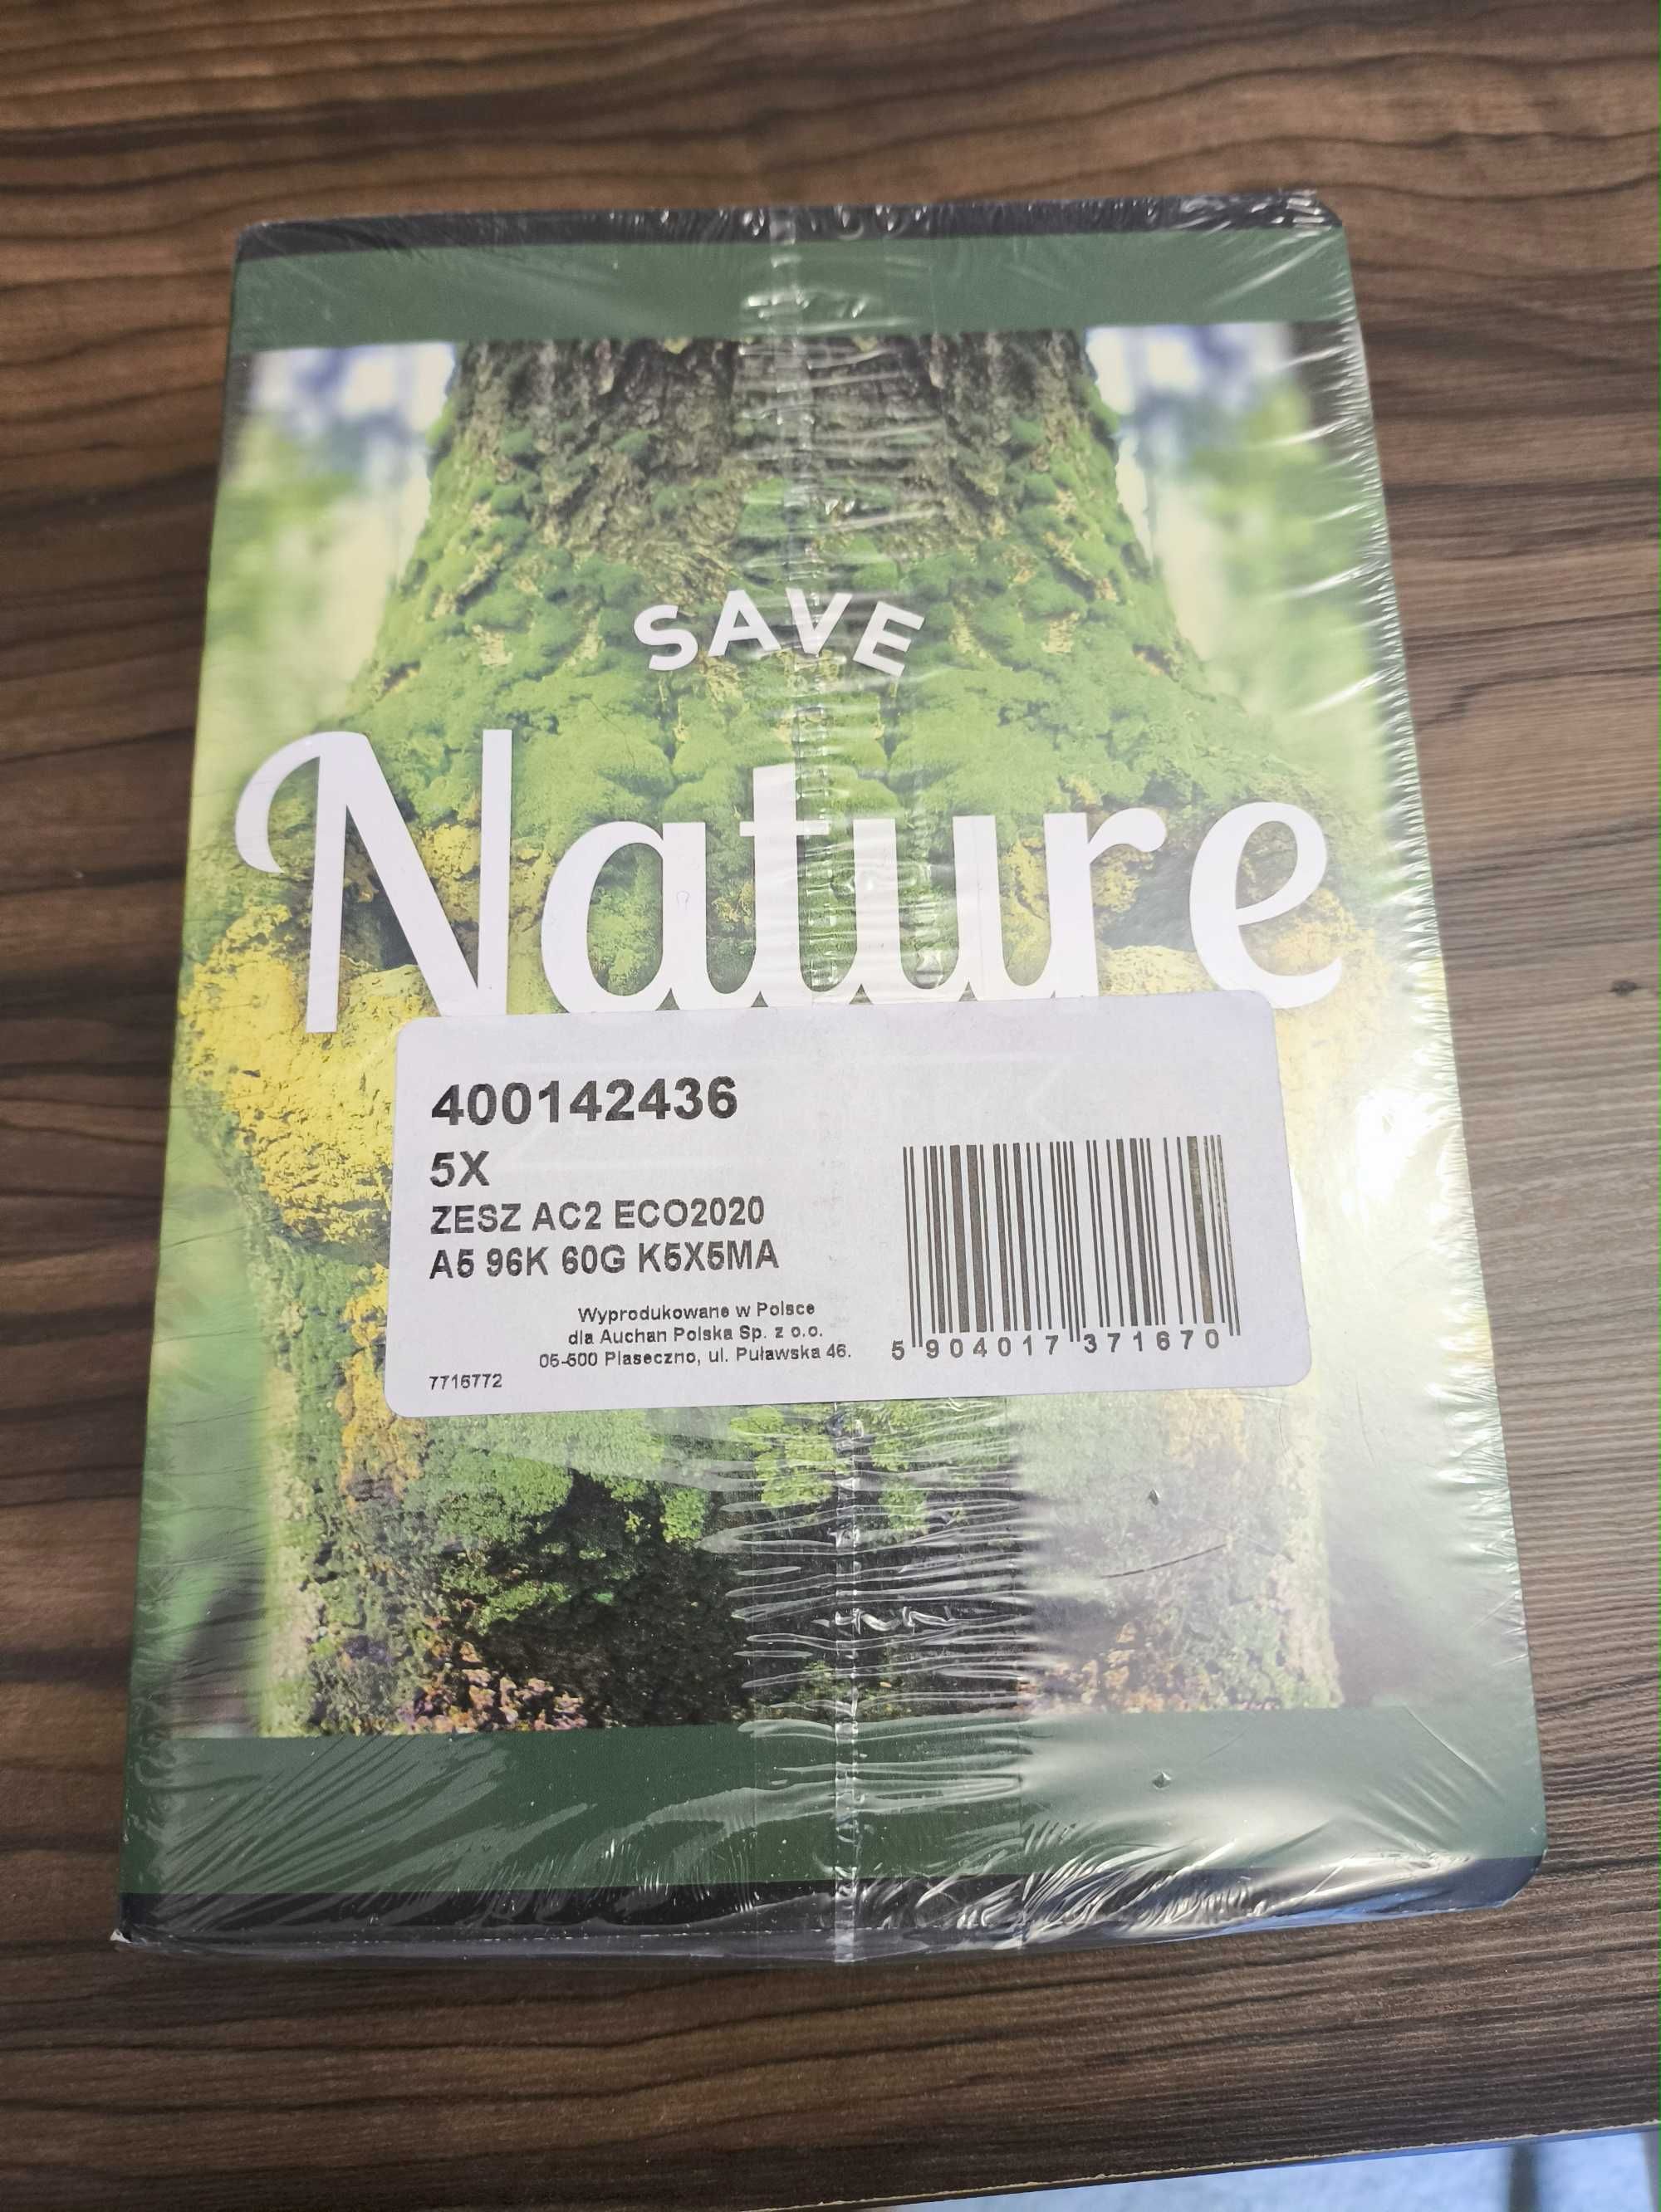 SAVE
Nature
400142436
5X
ZESZ AC2 ECO2020
A5 96K 60G K5X5MA
Wyprodukowane w Polsce
dla Auchan Polska Sp. z o.o.
05-500 Piaseczno, ul. Puławska 46.
7716772
5 904017 371670